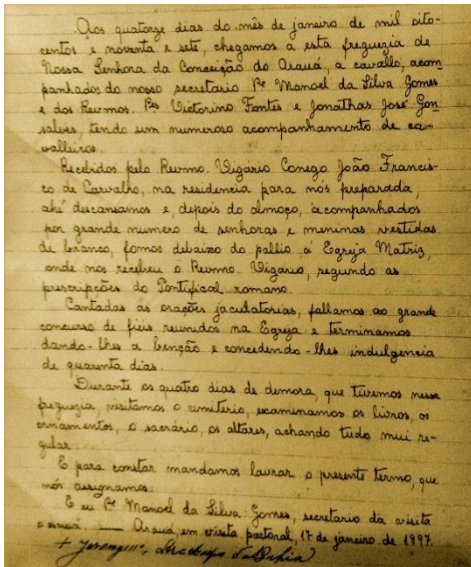 Aos quatorze dias do mês de janeiro de mil oito-
centos e noventa e sete, chegamos a esta freguezia de
Nossa Senhora da Conceição do Arauá, a cavallo, acom-
panhados do nosso secretario Pe Manoel da Silva Gomes
e dos Revmos. Pes Victorino Fontes e Jonathas José Gon-
salves, tendo um numeroso acompanhamento de ca-
valleiros.
Recebidos pelo Revmo. Vigário Conego João Francis-
co de Carvalho, na residencia para nós preparada,
ahi descansamos e, depois do almoço, acompanhados
por grande numero de senhoras e meninas vestidas
de branco, fomos debaixo do pallio á Egreja Matriz,
onde nos recebeu o Revmo. Vigário, segundo as
prescripções do Pontifical romano.
Cantadas as orações jaculatorias, fallamos ao grande
concurso de fieis reunidos na Egreja e terminamos
dando-lhes a benção e concedendo-lhes indulgencia
de quarenta dias.
Durante os quatro dias de demora, que tivemos nessa
freguezia, visitamos o cemiterio, examinamos os livros, os
ornamentos, o sacrário, os altares, achando tudo mui re-
gular.
E para constar mandamos lavrar o presente termo, que
nós assignamos.
E eu Pe Manoel da Silva Gomes, secretario da visita
o escrevi. — Arauá, em visita pastoral, 17 de janeiro de 1997.
+ Jeronymo, Arcebispo da Bahia